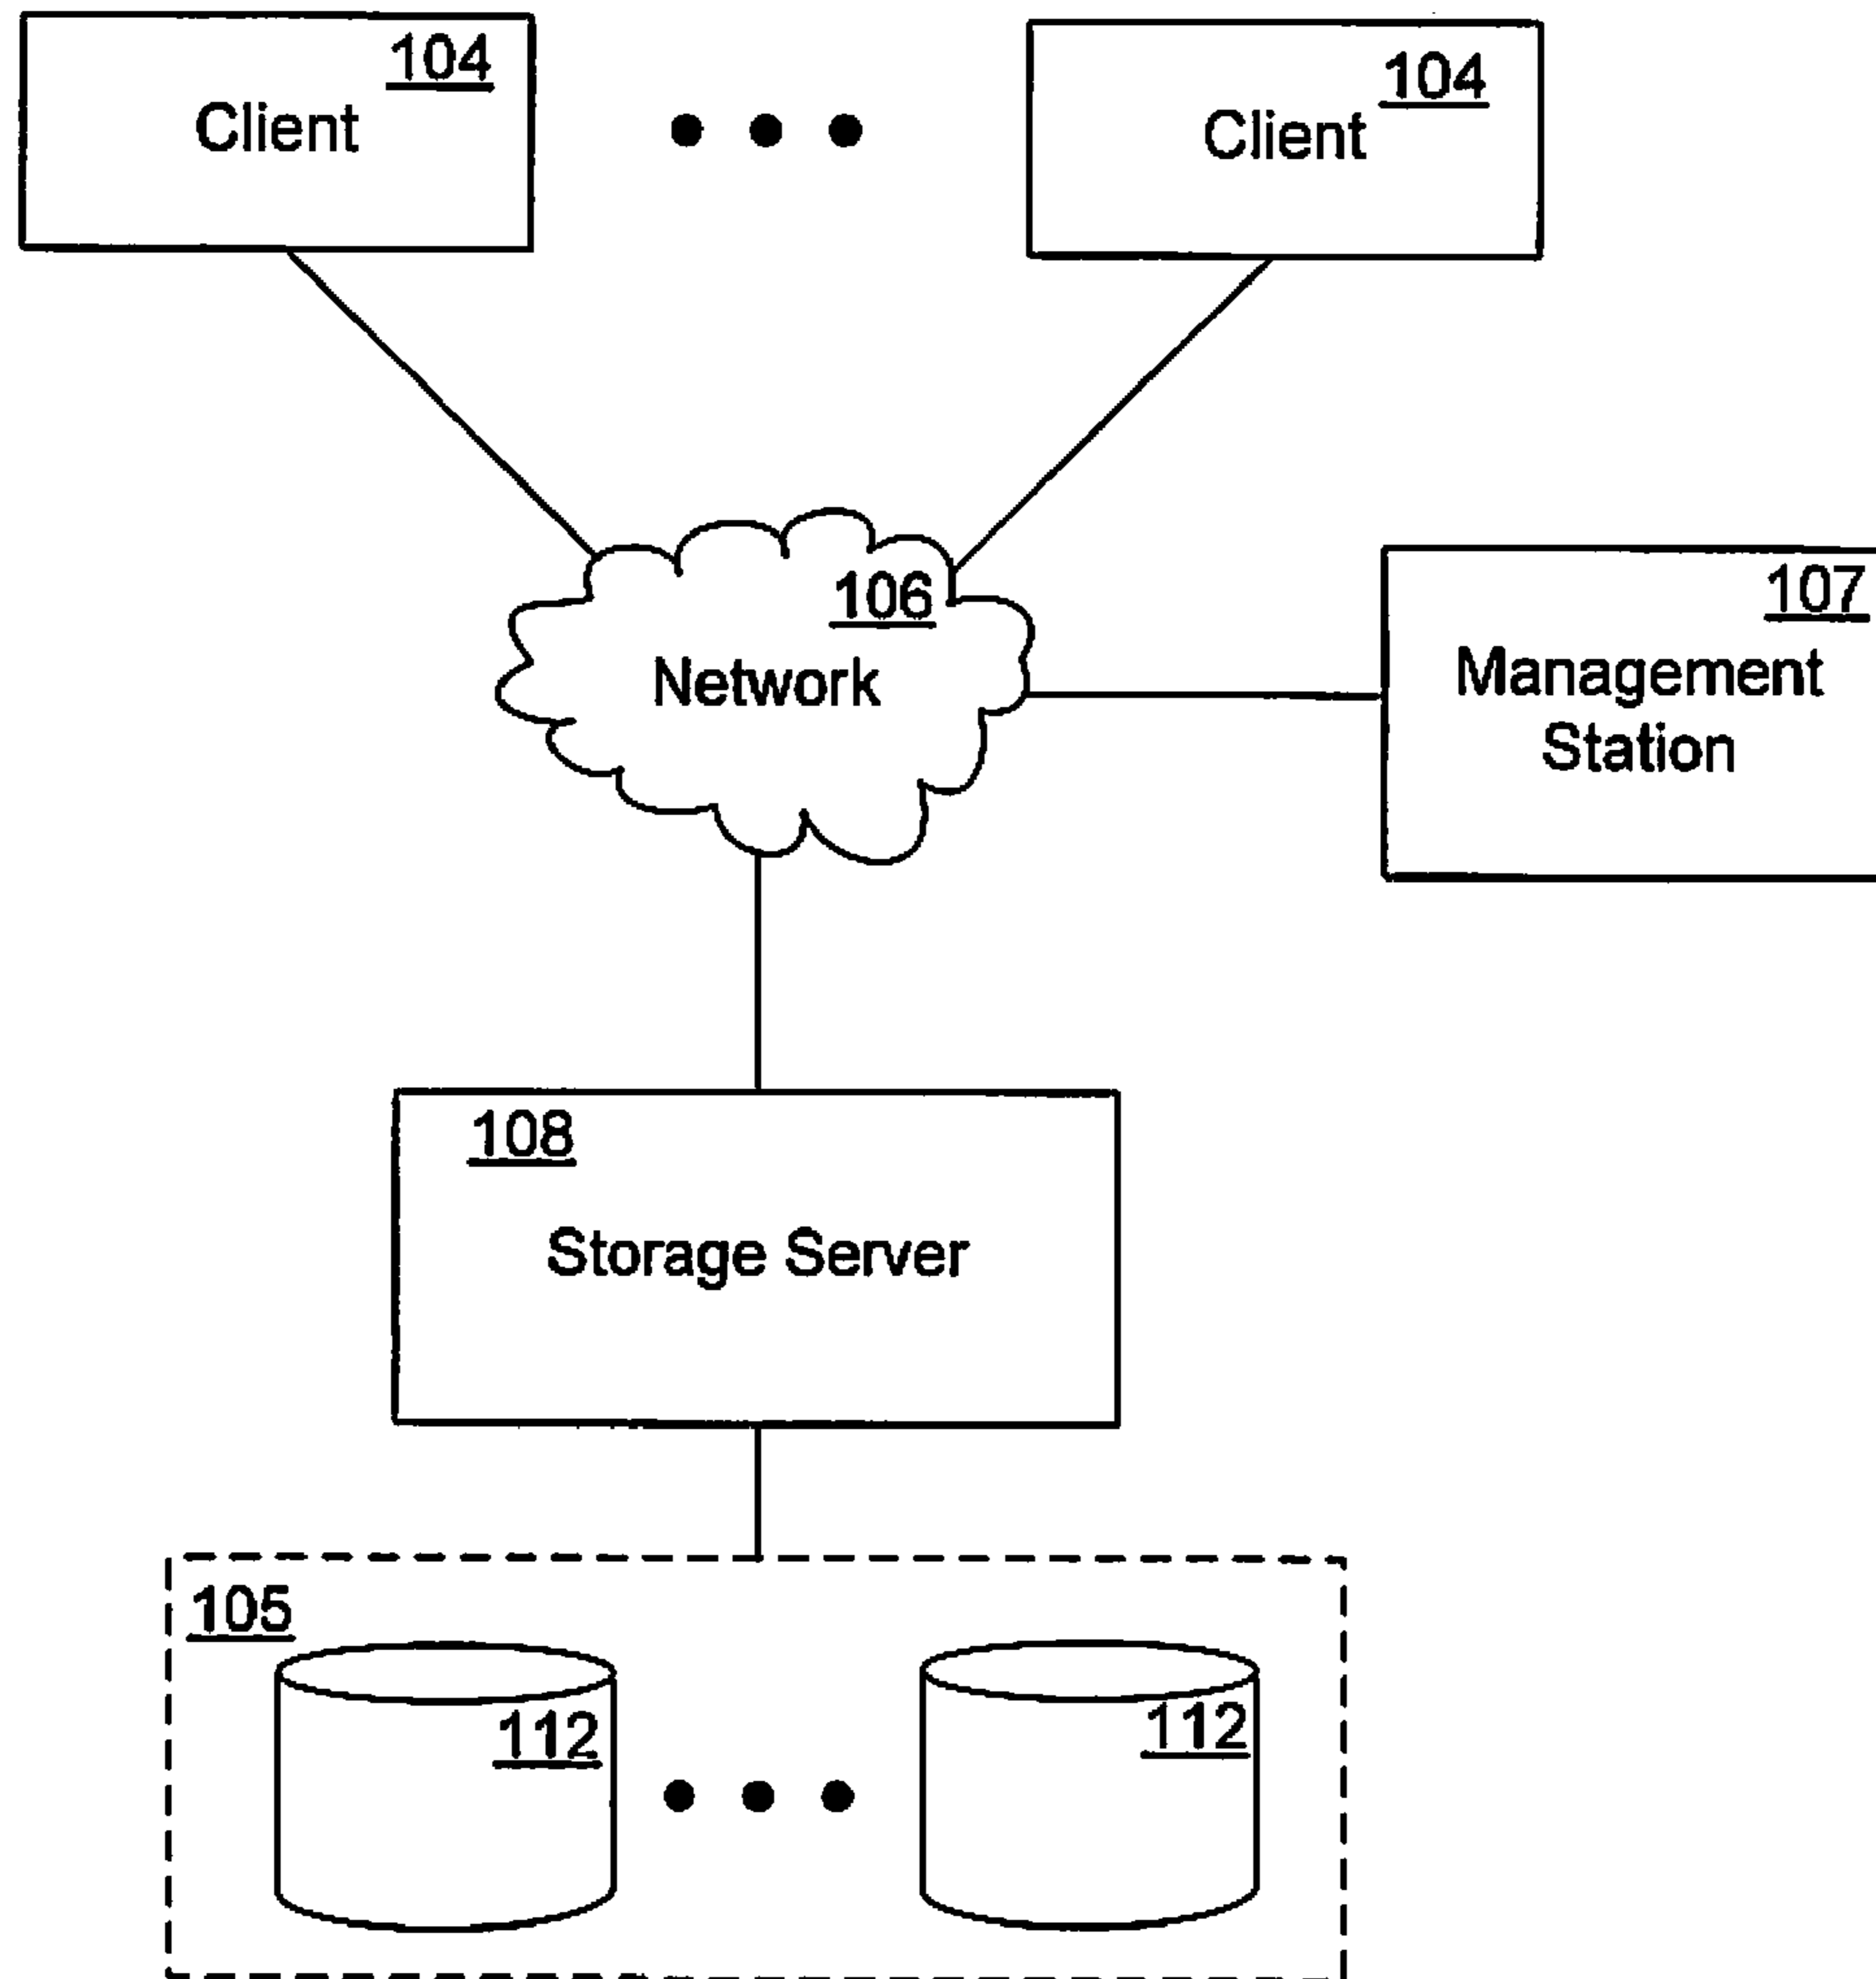 104
Client
104
Client
106
Network
107
Management
Station
108
Storage Server
105
112
112